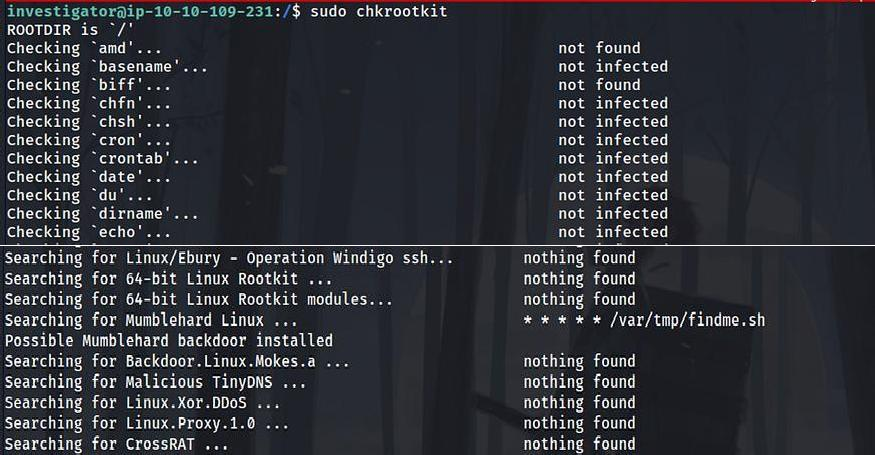 investigator@ip-10-10-109-231:/$ sudo chkrootkit
ROOTDIR is `/'
Checking `amd'... not found
Checking `basename'... not infected
Checking `biff'... not found
Checking `chfn'... not infected
Checking `chsh'... not infected
Checking `cron'... not infected
Checking `crontab'... not infected
Checking `date'... not infected
Checking `du'... not infected
Checking `dirname'... not infected
Checking `echo'... not infected
Searching for Linux/Ebury - Operation Windigo ssh... nothing found
Searching for 64-bit Linux Rootkit ... nothing found
Searching for 64-bit Linux Rootkit modules... nothing found
Searching for Mumblehard Linux ... * * * * * /var/tmp/findme.sh
Possible Mumblehard backdoor installed
Searching for Backdoor.Linux.Mokes.a ... nothing found
Searching for Malicious TinyDNS ... nothing found
Searching for Linux.Xor.DDoS ... nothing found
Searching for Linux.Proxy.1.0 ... nothing found
Searching for CrossRAT ... nothing found